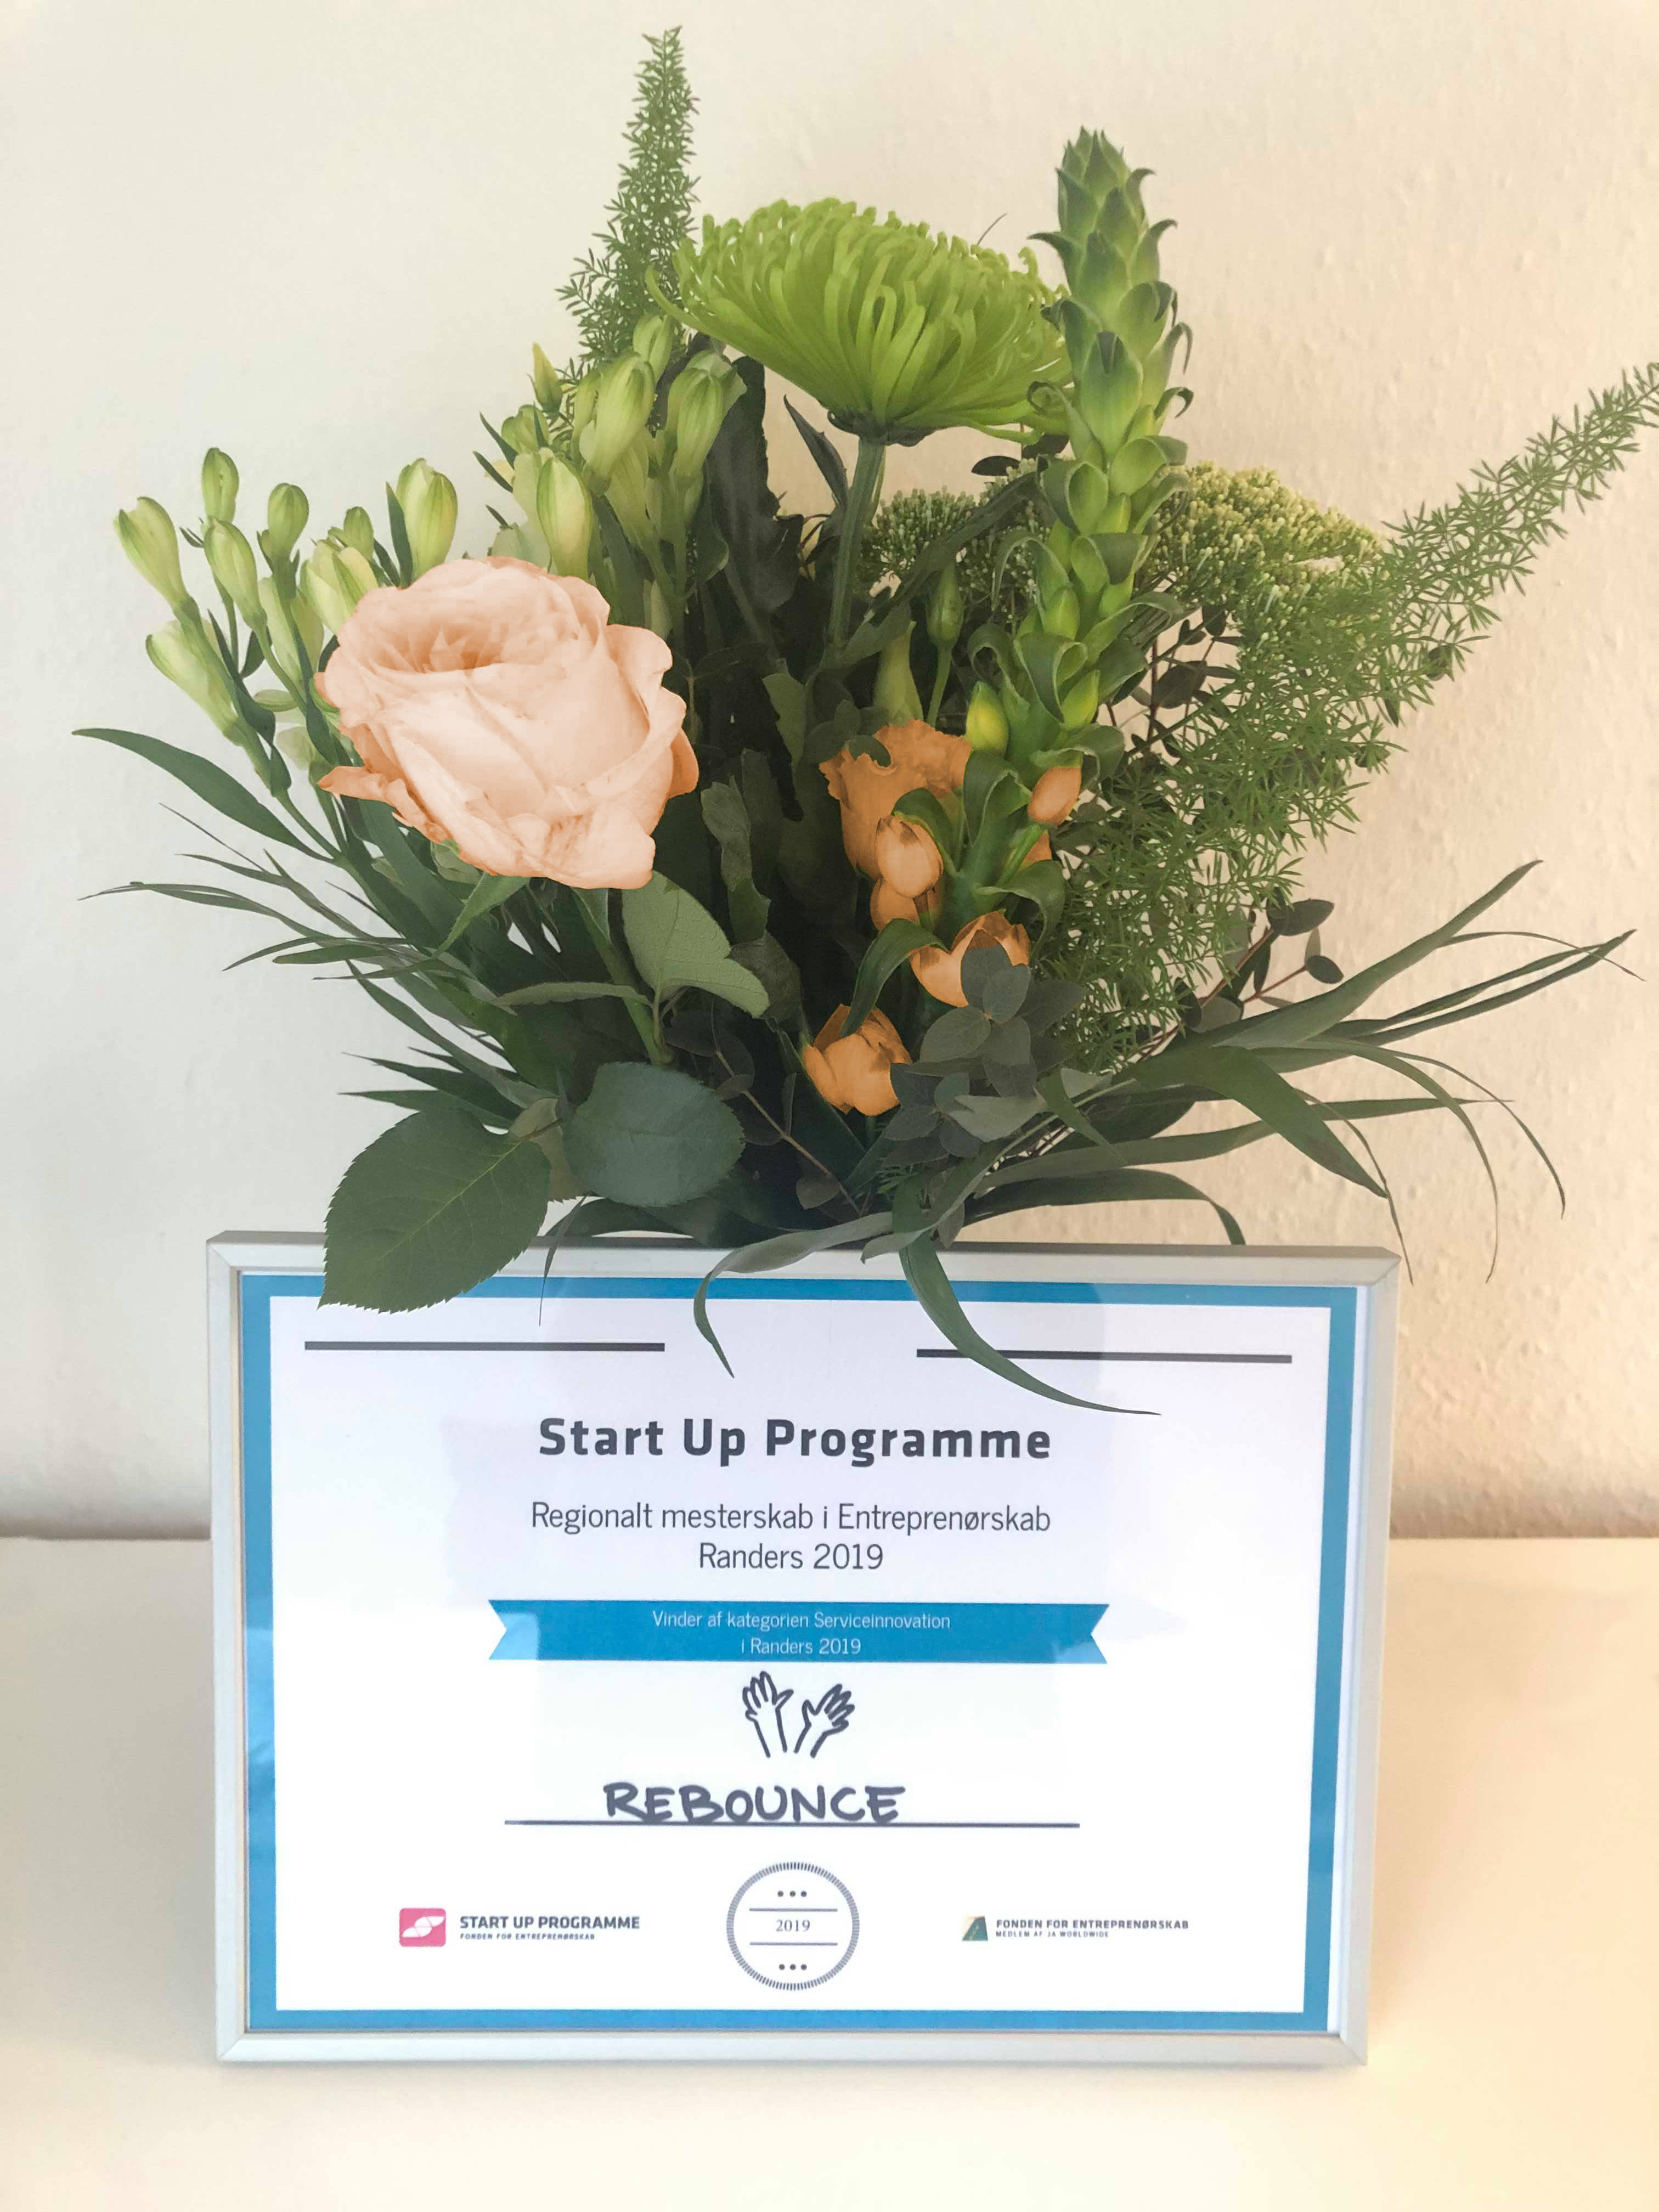 Start Up Programme
Regionalt mesterskab i Entreprenørskab
Randers 2019
Vinder af kategorien Serviceinnovation
i Randers 2019
REBOUNCE
START UP PROGRAMME
FONDEN FOR ENTREPRENØRSKAB
2019
FONDEN FOR ENTREPRENØRSKAB
MEDLEM AF JA WORLDWIDE